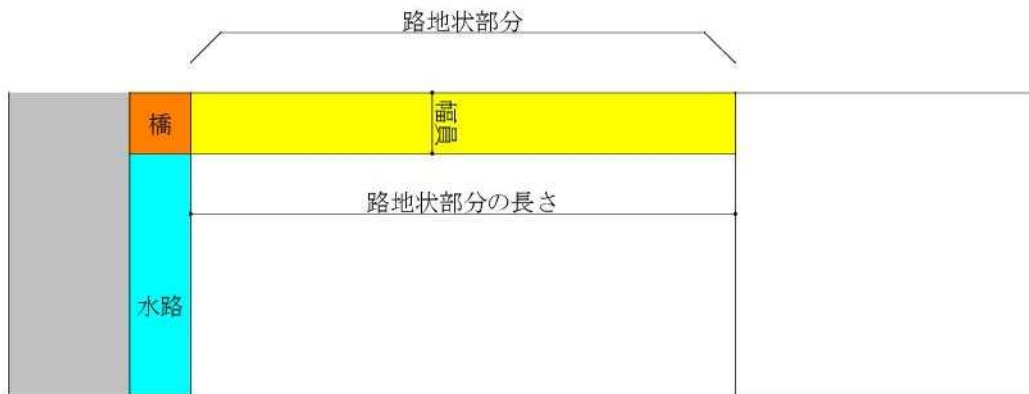 路地状部分
橋
幅員
路地状部分の長さ
水路